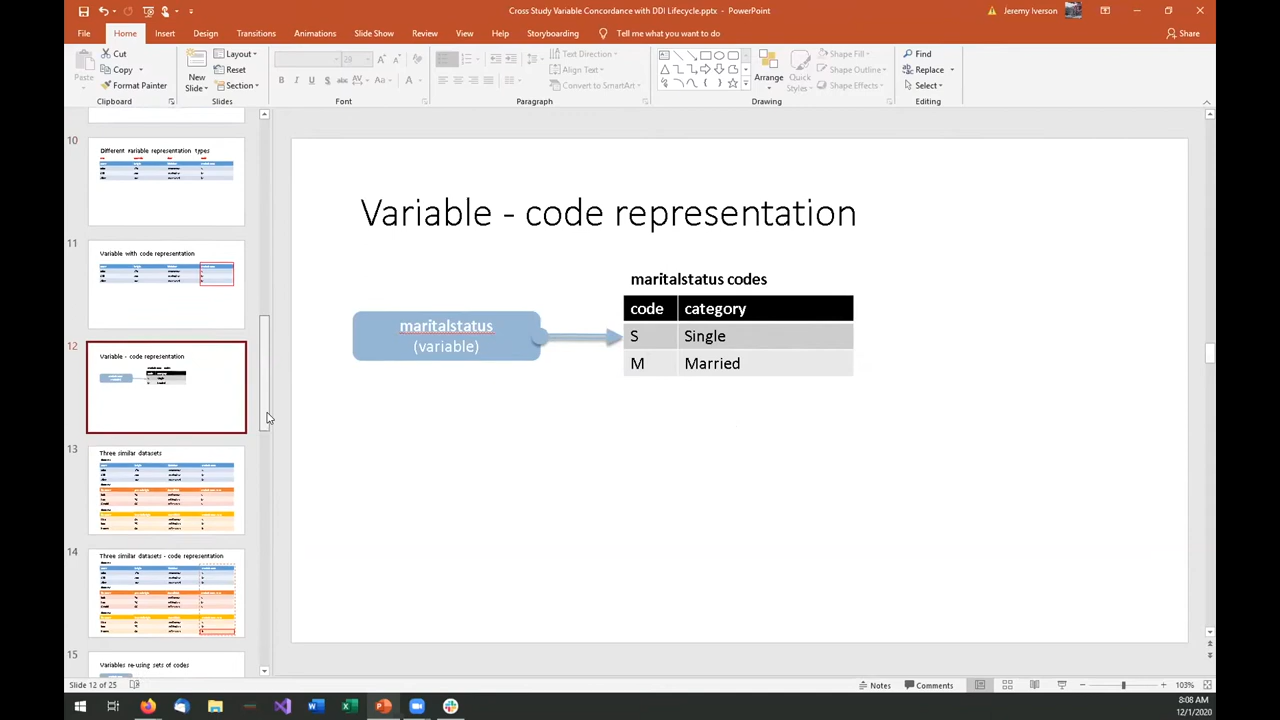 Cross Study Variable Concordance with DDI Lifecycle.pptx - PowerPoint
Jeremy Iverson
File Home Insert Draw Design Transitions Animations Slide Show Review View Help Storyboarding Tell me what you want to do
Share
Paste
Cut
Copy
Format Painter
Clipboard
New Slide
Layout
Reset
Section
Slides
28
B I U S abc AV Aa A
Font
Text Direction
Align Text
Convert to SmartArt
Paragraph
Arrange
Quick Styles
Shape Fill
Shape Outline
Shape Effects
Drawing
Find
Replace
Select
Editing
10
Different variable representation types
11
Variable with code representation
12
Variable - code representation
13
Three similar datasets
14
Three similar datasets - code representation
15
Variables re-using sets of codes
Variable - code representation
maritalstatus codes
maritalstatus
(variable)
code category
S Single
M Married
Slide 12 of 25
Notes
Comments
103%
8:08 AM
12/1/2020